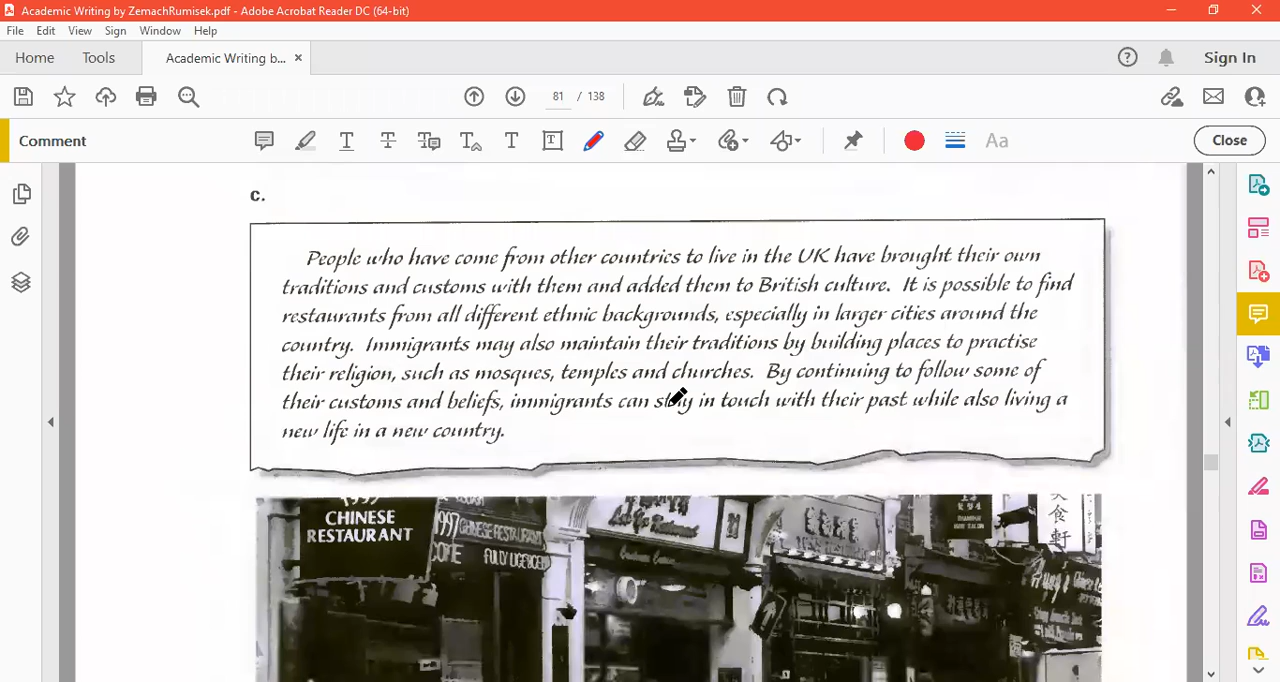 Academic Writing by ZemachRumisek.pdf - Adobe Acrobat Reader DC (64-bit)
File Edit View Sign Window Help
Home Tools Academic Writing b... × Sign In
81 / 138
Comment Aa Close
c.
People who have come from other countries to live in the UK have brought their own
traditions and customs with them and added them to British culture. It is possible to find
restaurants from all different ethnic backgrounds, especially in larger cities around the
country. Immigrants may also maintain their traditions by building places to practise
their religion, such as mosques, temples and churches. By continuing to follow some of
their customs and beliefs, immigrants can stay in touch with their past while also living a
new life in a new country.
CHINESE
RESTAURANT
1997 CHINESE RESTAURANT
FULLY LICENCED